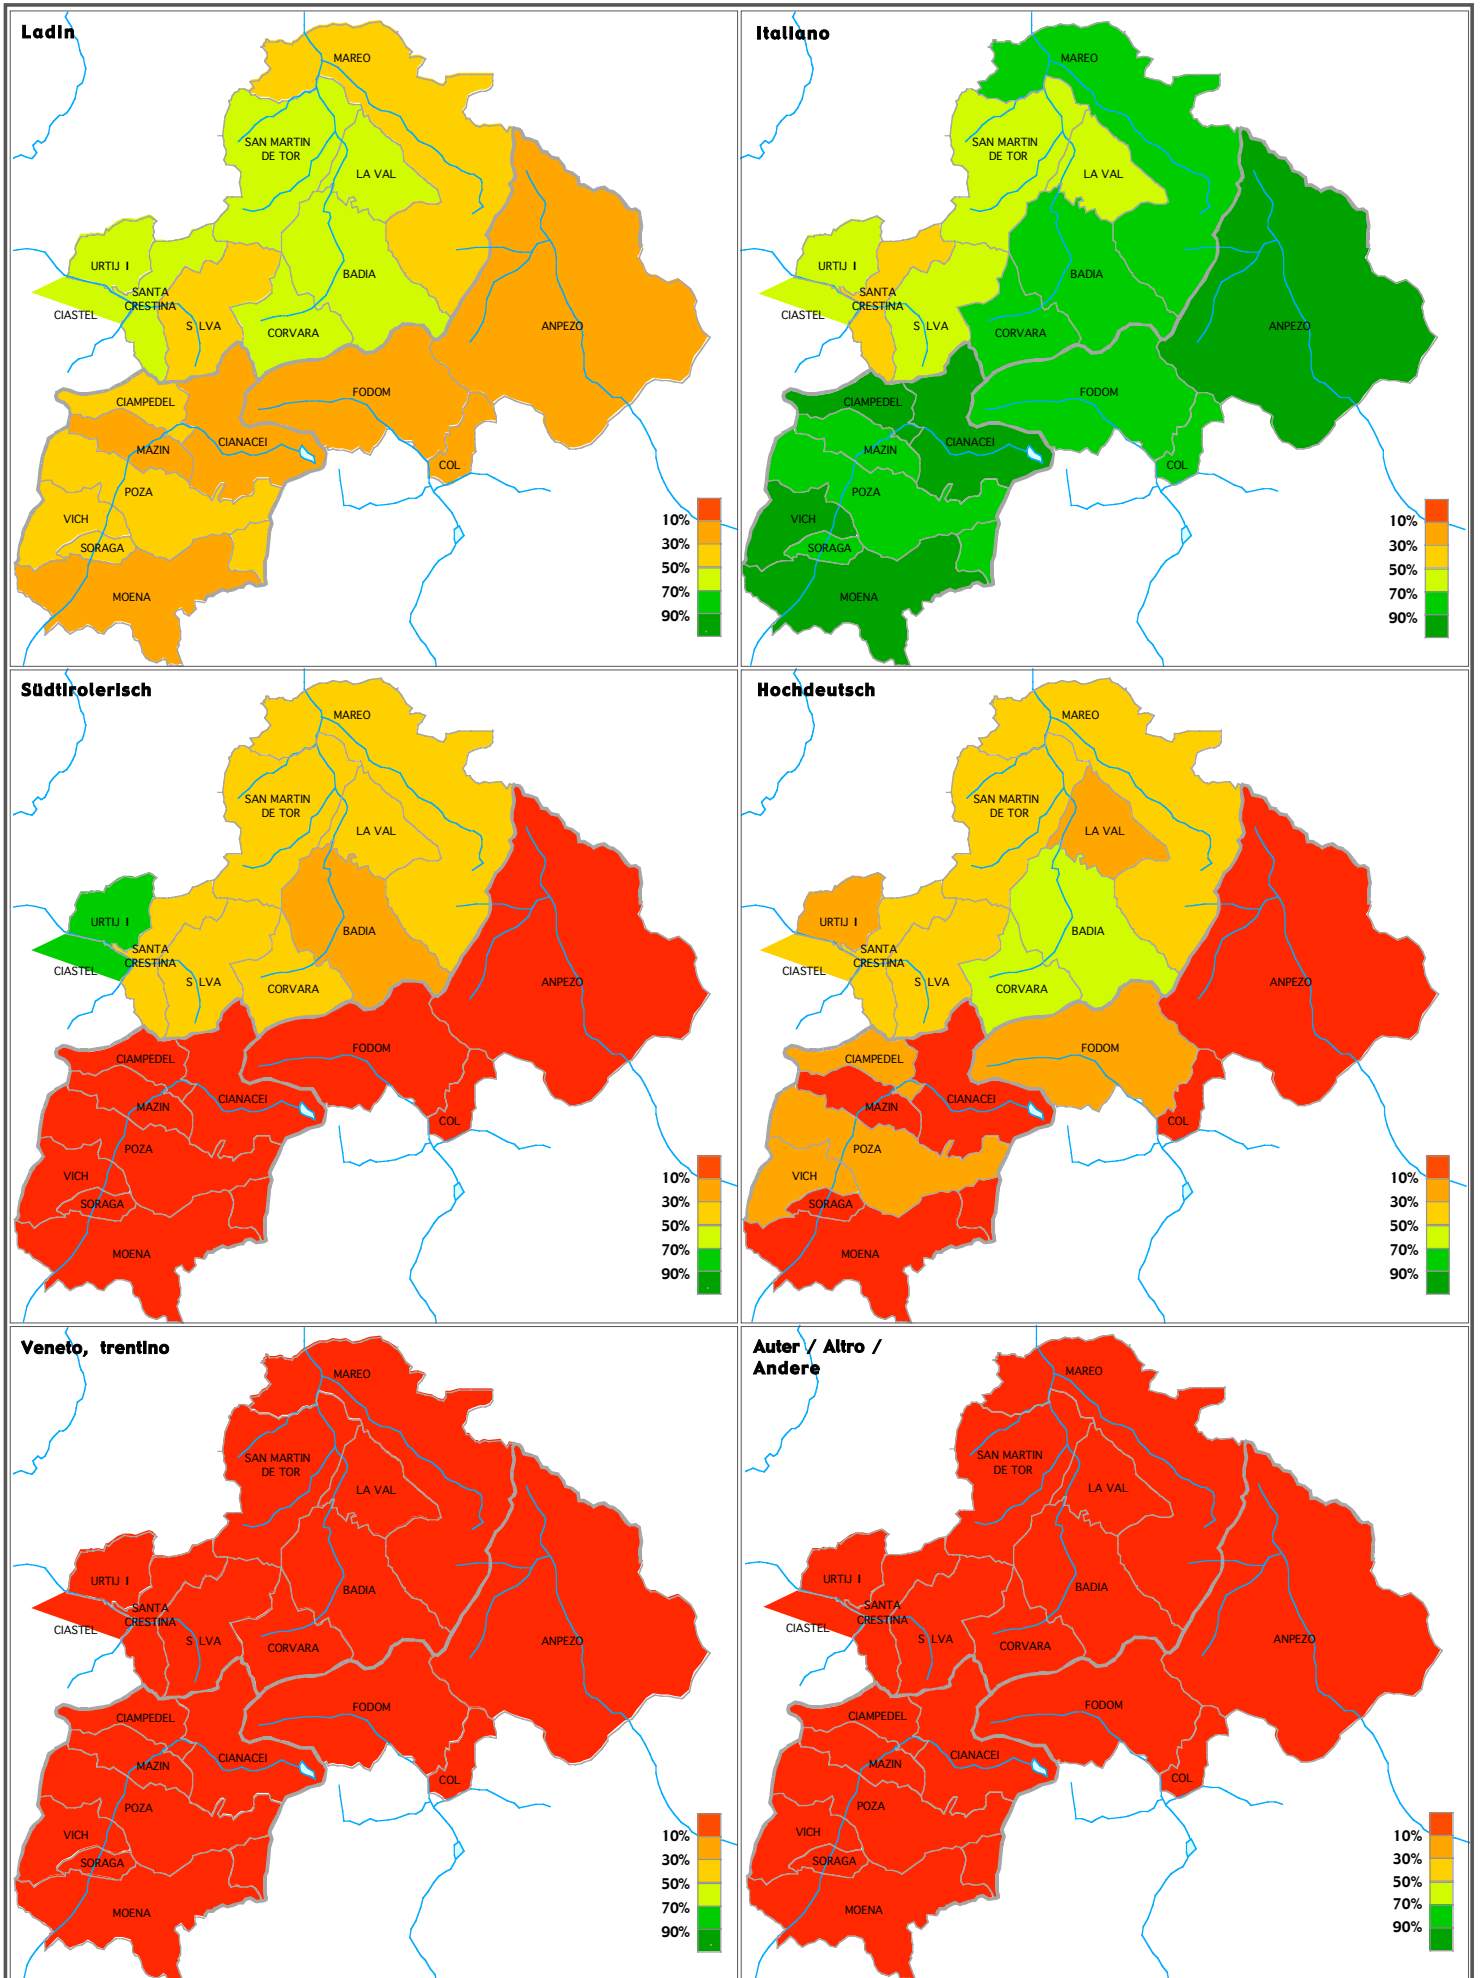 Ladin
MAREO
SAN MARTIN
DE TOR
LA VAL
URTIJ I
SANTA
CRESTINA
CIASTEL
S LVA
BADIA
CORVARA
ANPEZO
FODOM
CIAMPEDEL
CIANACEI
MAZIN
COL
POZA
VICH
SORAGA
MOENA
10%
30%
50%
70%
90%
Italiano
MAREO
SAN MARTIN
DE TOR
LA VAL
URTIJ I
SANTA
CRESTINA
CIASTEL
S LVA
BADIA
CORVARA
ANPEZO
FODOM
CIAMPEDEL
CIANACEI
MAZIN
COL
POZA
VICH
SORAGA
MOENA
10%
30%
50%
70%
90%
Südtirolerisch
MAREO
SAN MARTIN
DE TOR
LA VAL
URTIJ I
SANTA
CRESTINA
CIASTEL
S LVA
BADIA
CORVARA
ANPEZO
FODOM
CIAMPEDEL
CIANACEI
MAZIN
COL
POZA
VICH
SORAGA
MOENA
10%
30%
50%
70%
90%
Hochdeutsch
MAREO
SAN MARTIN
DE TOR
LA VAL
URTIJ I
SANTA
CRESTINA
CIASTEL
S LVA
BADIA
CORVARA
ANPEZO
FODOM
CIAMPEDEL
CIANACEI
MAZIN
COL
POZA
VICH
SORAGA
MOENA
10%
30%
50%
70%
90%
Veneto, trentino
MAREO
SAN MARTIN
DE TOR
LA VAL
URTIJ I
SANTA
CRESTINA
CIASTEL
S LVA
BADIA
CORVARA
ANPEZO
FODOM
CIAMPEDEL
CIANACEI
MAZIN
COL
POZA
VICH
SORAGA
MOENA
10%
30%
50%
70%
90%
Auter / Altro /
Andere
MAREO
SAN MARTIN
DE TOR
LA VAL
URTIJ I
SANTA
CRESTINA
CIASTEL
S LVA
BADIA
CORVARA
ANPEZO
FODOM
CIAMPEDEL
CIANACEI
MAZIN
COL
POZA
VICH
SORAGA
MOENA
10%
30%
50%
70%
90%